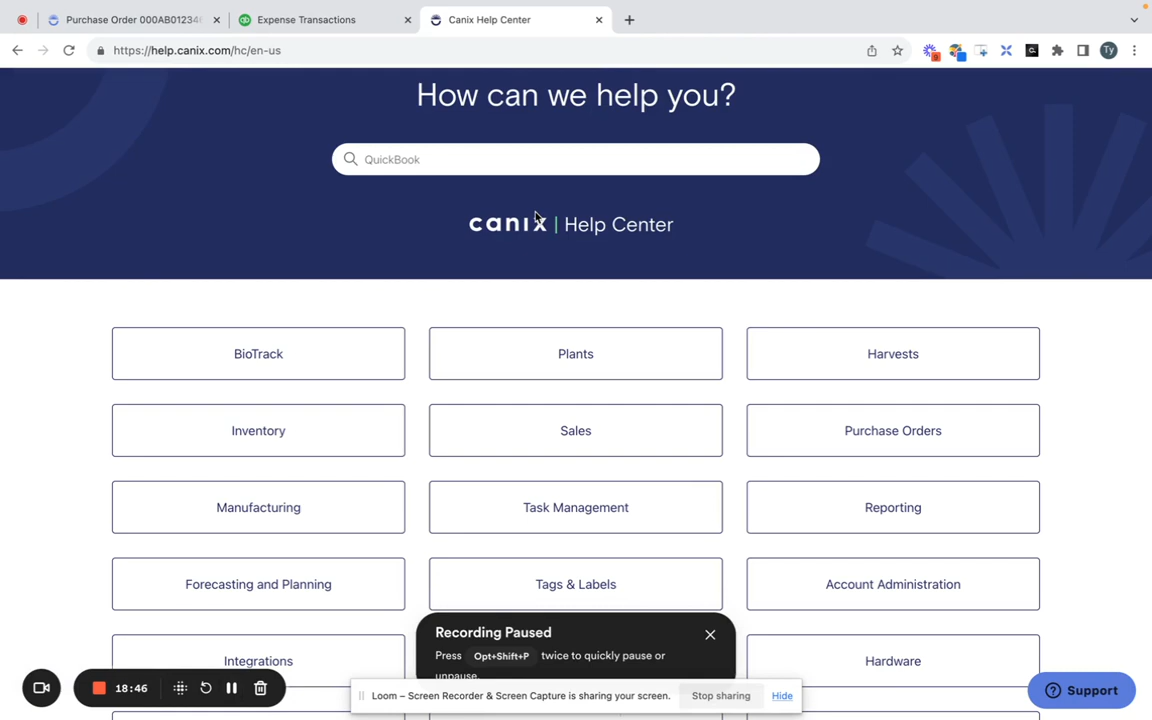 Purchase Order 000AB01234
Expense Transactions
Canix Help Center
https://help.canix.com/hc/en-us
Ty
How can we help you?
QuickBook
canix | Help Center
BioTrack
Plants
Harvests
Inventory
Sales
Purchase Orders
Manufacturing
Task Management
Reporting
Forecasting and Planning
Tags & Labels
Account Administration
Integrations
Hardware
Recording Paused
Press Opt+Shift+P twice to quickly pause or
unpause.
18:46
Loom – Screen Recorder & Screen Capture is sharing your screen.
Stop sharing
Hide
Support